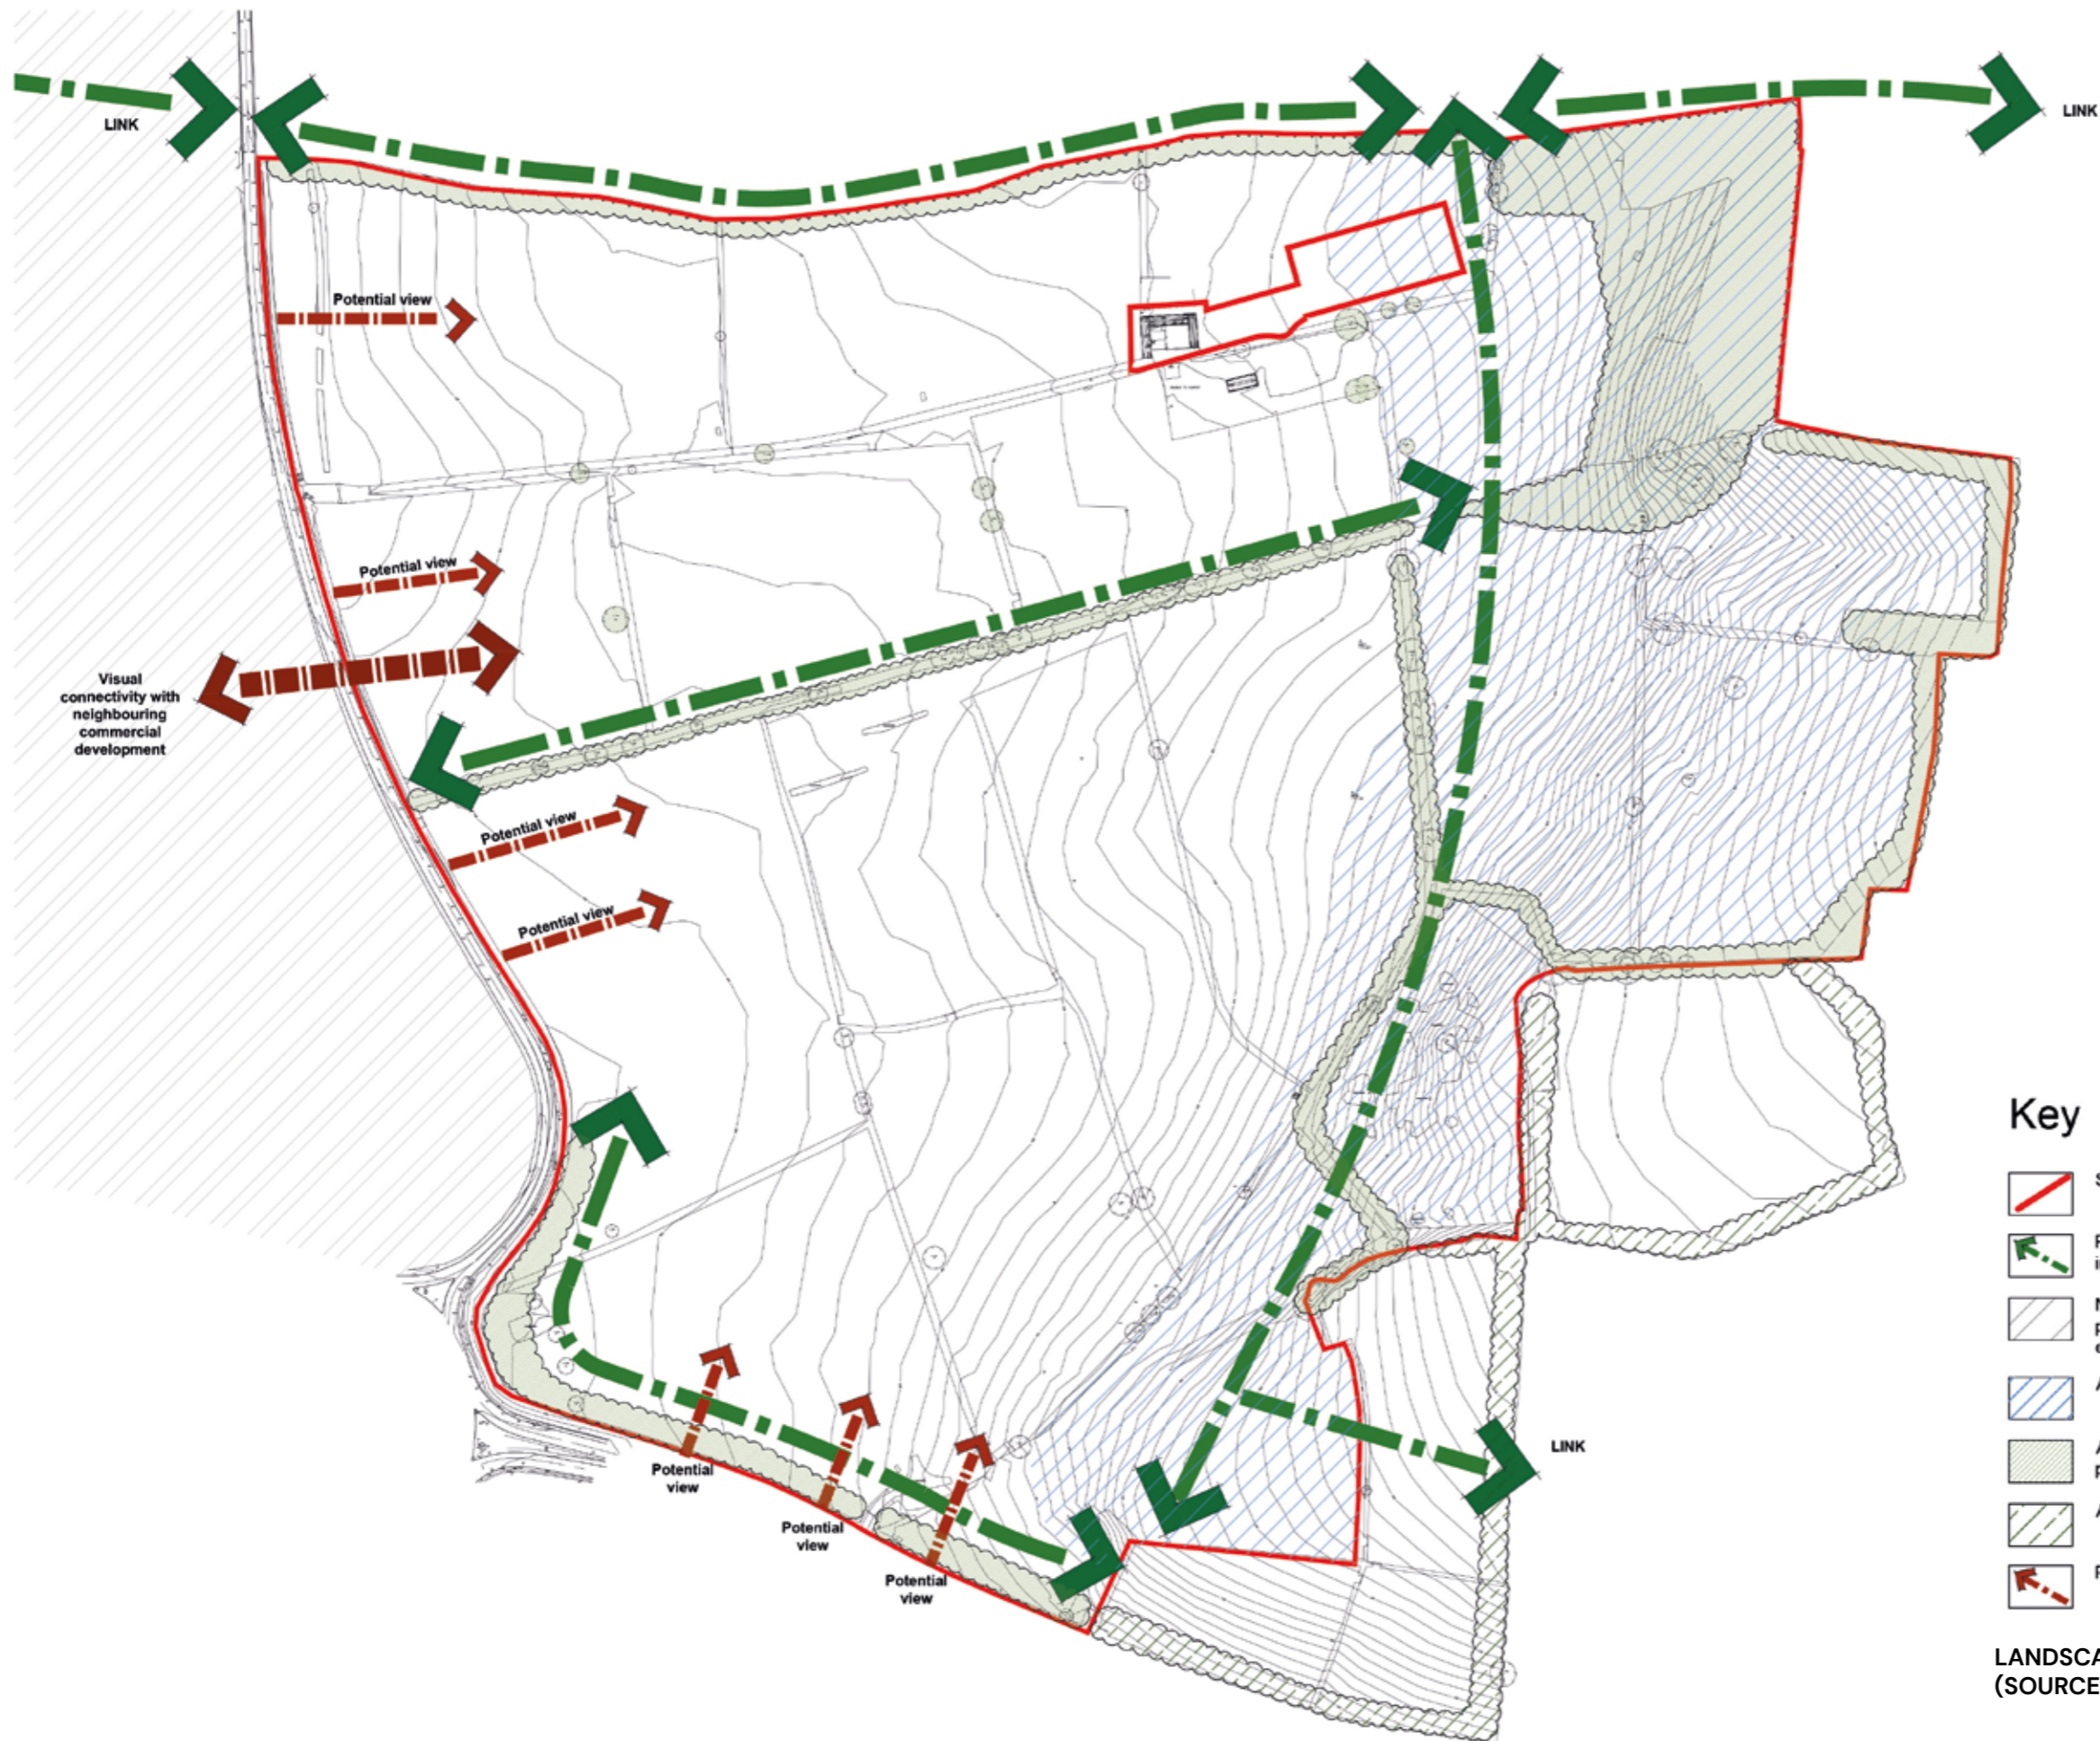 LINK
LINK
Potential view
Potential view
Visual
connectivity with
neighbouring
commercial
development
Potential view
Potential view
Key
LINK
Potential
view
Potential
view
Potential
view
LANDSCA
(SOURCE